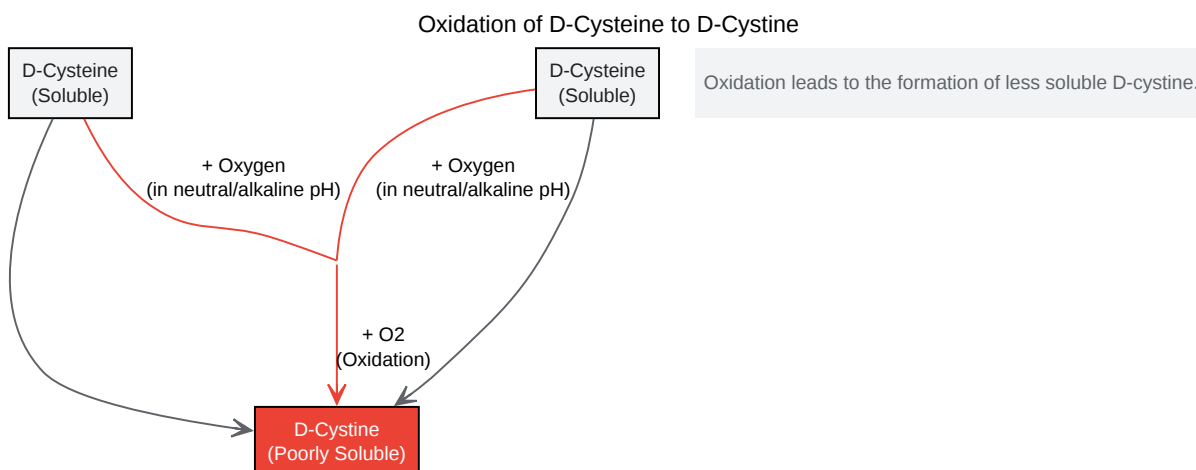 Oxidation of D-Cysteine to D-Cystine
D-Cysteine
(Soluble)
D-Cysteine
(Soluble)
Oxidation leads to the formation of less soluble D-cystine.
+ Oxygen
(in neutral/alkaline pH)
+ Oxygen
(in neutral/alkaline pH)
+ O2
(Oxidation)
D-Cystine
(Poorly Soluble)